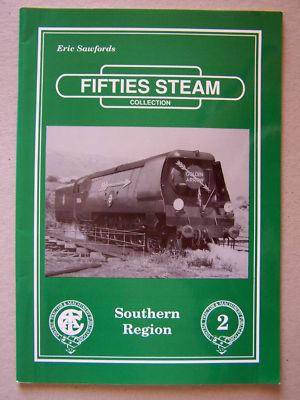 Eric Sawfords
FIFTIES STEAM
COLLECTION
GOLDEN
ARROW
Southern
Region
2